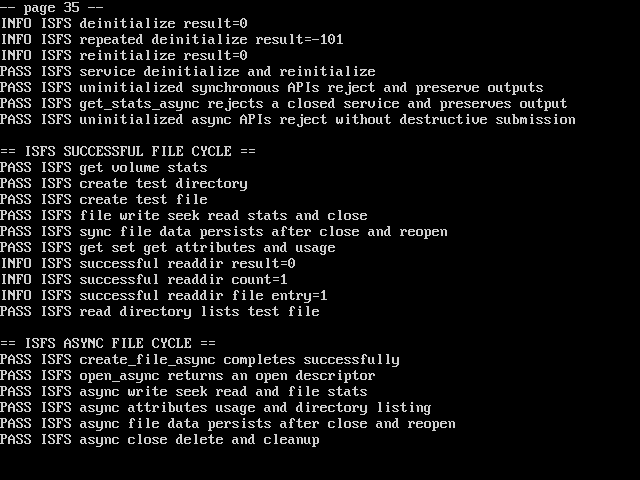 -- page 35 --
INFO ISFS deinitialize result=0
INFO ISFS repeated deinitialize result=-101
INFO ISFS reinitialize result=0
PASS ISFS service deinitialize and reinitialize
PASS ISFS uninitialized synchronous APIs reject and preserve outputs
PASS ISFS get_stats_async rejects a closed service and preserves output
PASS ISFS uninitialized async APIs reject without destructive submission
== ISFS SUCCESSFUL FILE CYCLE ==
PASS ISFS get volume stats
PASS ISFS create test directory
PASS ISFS create test file
PASS ISFS file write seek read stats and close
PASS ISFS sync file data persists after close and reopen
PASS ISFS get set get attributes and usage
INFO ISFS successful readdir result=0
INFO ISFS successful readdir count=1
INFO ISFS successful readdir file entry=1
PASS ISFS read directory lists test file
== ISFS ASYNC FILE CYCLE ==
PASS ISFS create_file_async completes successfully
PASS ISFS open_async returns an open descriptor
PASS ISFS async write seek read and file stats
PASS ISFS async attributes usage and directory listing
PASS ISFS async file data persists after close and reopen
PASS ISFS async close delete and cleanup